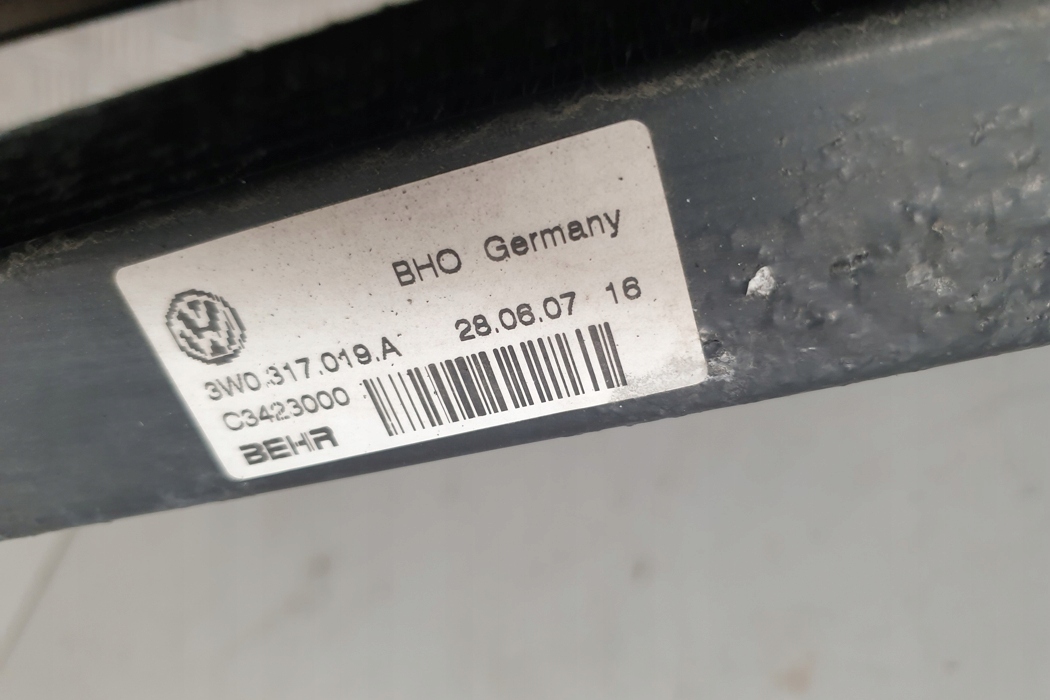 BHO Germany
28.06.07 16
3W0.317.019.A
C3423000
BEHR